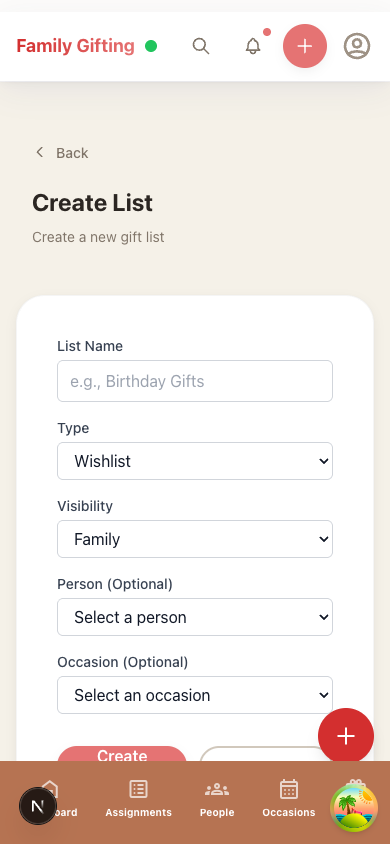 Family Gifting
Back
Create List
Create a new gift list
List Name
e.g., Birthday Gifts
Type
Wishlist
Visibility
Family
Person (Optional)
Select a person
Occasion (Optional)
Select an occasion
Create
N
board
Assignments
People
Occasions